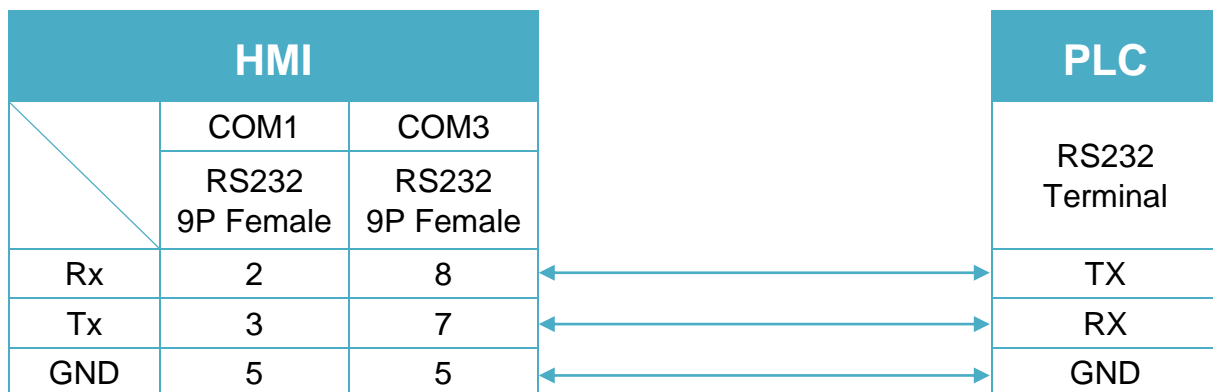 HMI PLC
COM1 COM3
RS232 Terminal
RS232 9P Female RS232 9P Female
Rx 2 8 TX
Tx 3 7 RX
GND 5 5 GND